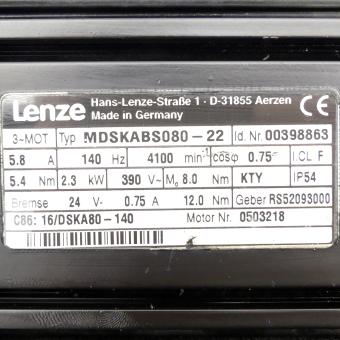 Lenze Hans-Lenze-Straße 1 · D-31855 Aerzen
Made in Germany CE
3~MOT Typ MDSKABS080-22 Id. Nr. 00398863
5.8 A 140 Hz 4100 min⁻¹ cosφ 0.75 I.CL F
5.4 Nm 2.3 kW 390 V~ M₀ 8.0 Nm KTY IP54
Bremse 24 V- 0.75 A 12.0 Nm Geber RS52093000
C86: 16/DSKA80-140 Motor Nr. 0503218